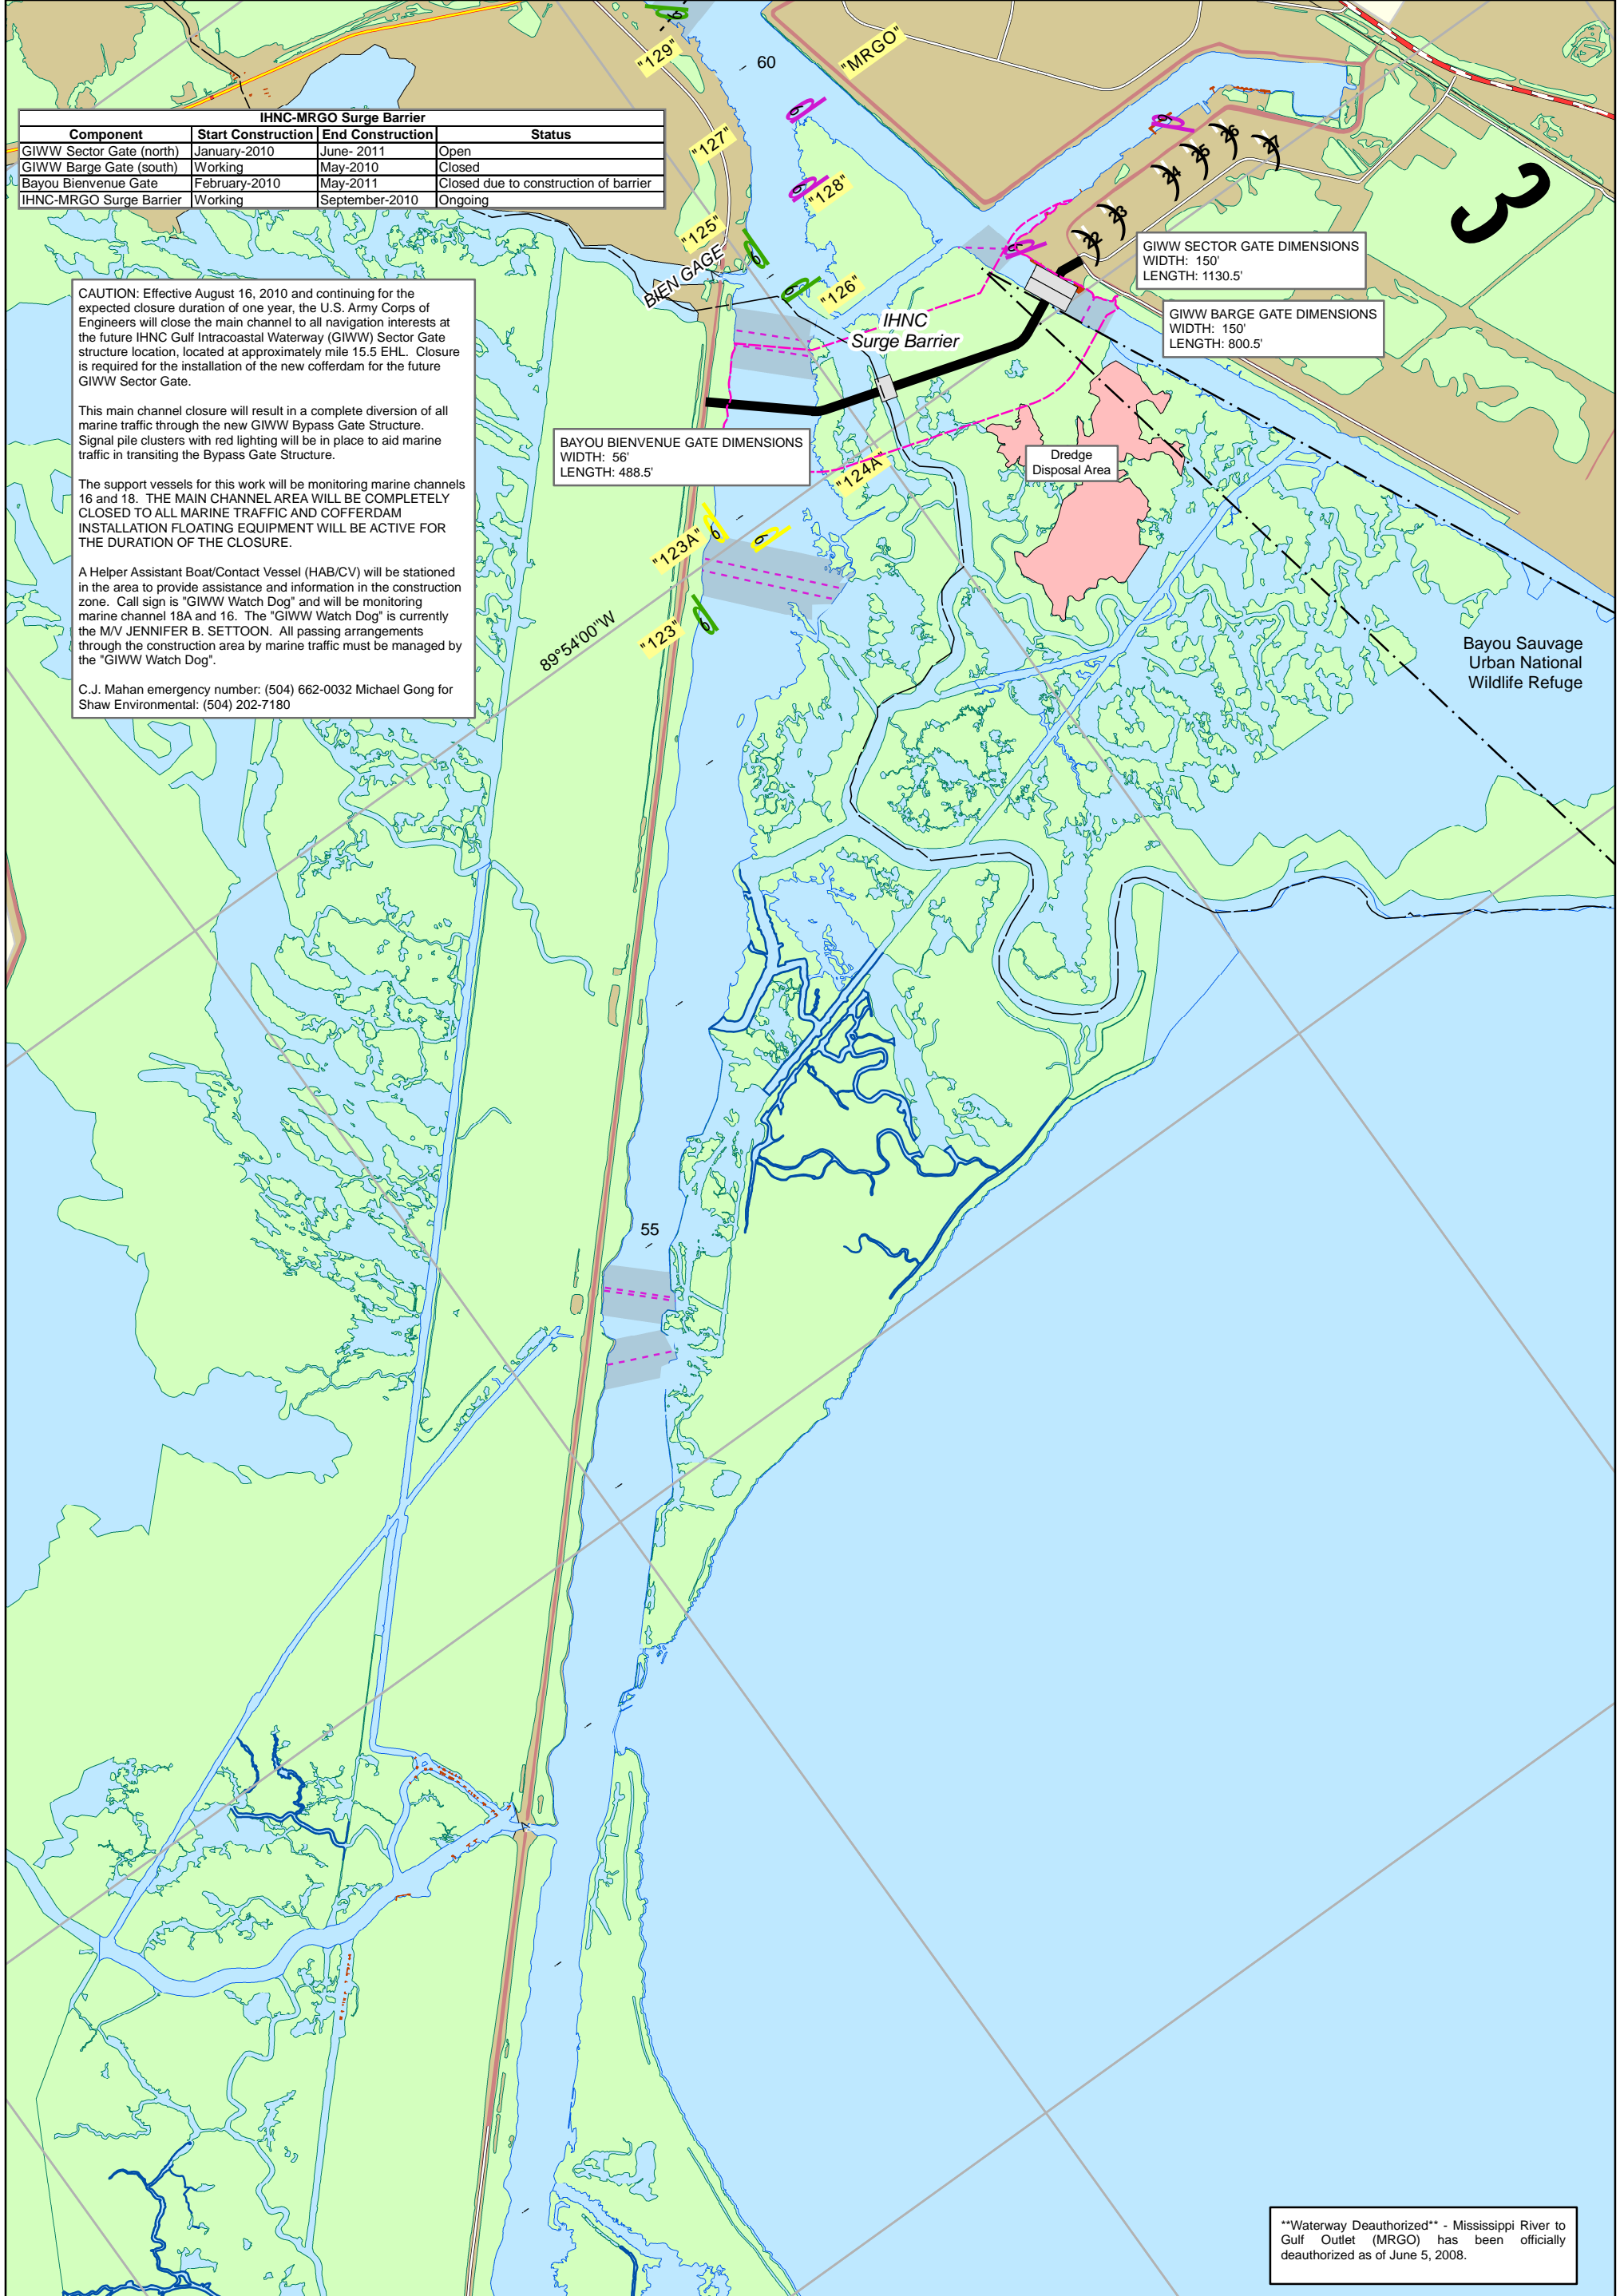 "129"
60
"MRGO"
IHNC-MRGO Surge Barrier
Component Start Construction End Construction Status
GIWW Sector Gate (north) January-2010 June- 2011 Open
GIWW Barge Gate (south) Working May-2010 Closed
Bayou Bienvenue Gate February-2010 May-2011 Closed due to construction of barrier
IHNC-MRGO Surge Barrier Working September-2010 Ongoing
"127"
"128"
"125"
BIEN GAGE
"126"
22
23
24
25
26
27
3
GIWW SECTOR GATE DIMENSIONS
WIDTH: 150'
LENGTH: 1130.5'
GIWW BARGE GATE DIMENSIONS
WIDTH: 150'
LENGTH: 800.5'
IHNC
Surge Barrier
CAUTION: Effective August 16, 2010 and continuing for the
expected closure duration of one year, the U.S. Army Corps of
Engineers will close the main channel to all navigation interests at
the future IHNC Gulf Intracoastal Waterway (GIWW) Sector Gate
structure location, located at approximately mile 15.5 EHL. Closure
is required for the installation of the new cofferdam for the future
GIWW Sector Gate.
This main channel closure will result in a complete diversion of all
marine traffic through the new GIWW Bypass Gate Structure.
Signal pile clusters with red lighting will be in place to aid marine
traffic in transiting the Bypass Gate Structure.
The support vessels for this work will be monitoring marine channels
16 and 18. THE MAIN CHANNEL AREA WILL BE COMPLETELY
CLOSED TO ALL MARINE TRAFFIC AND COFFERDAM
INSTALLATION FLOATING EQUIPMENT WILL BE ACTIVE FOR
THE DURATION OF THE CLOSURE.
A Helper Assistant Boat/Contact Vessel (HAB/CV) will be stationed
in the area to provide assistance and information in the construction
zone. Call sign is "GIWW Watch Dog" and will be monitoring
marine channel 18A and 16. The "GIWW Watch Dog" is currently
the M/V JENNIFER B. SETTOON. All passing arrangements
through the construction area by marine traffic must be managed by
the "GIWW Watch Dog".
C.J. Mahan emergency number: (504) 662-0032 Michael Gong for
Shaw Environmental: (504) 202-7180
BAYOU BIENVENUE GATE DIMENSIONS
WIDTH: 56'
LENGTH: 488.5'
"124A"
Dredge
Disposal Area
"123A"
"123"
89°54'00"W
Bayou Sauvage
Urban National
Wildlife Refuge
55
**Waterway Deauthorized** - Mississippi River to
Gulf Outlet (MRGO) has been officially
deauthorized as of June 5, 2008.